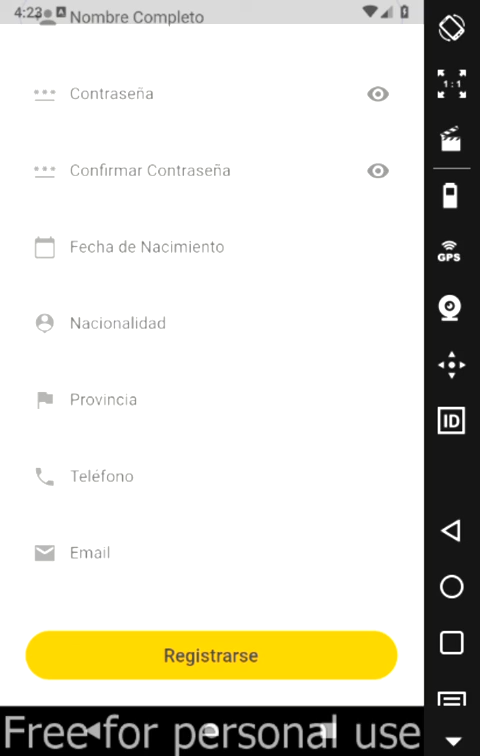 4:23
Nombre Completo
Contraseña
1:1
Confirmar Contraseña
Fecha de Nacimiento
GPS
Nacionalidad
Provincia
ID
Teléfono
Email
Registrarse
Free for personal use